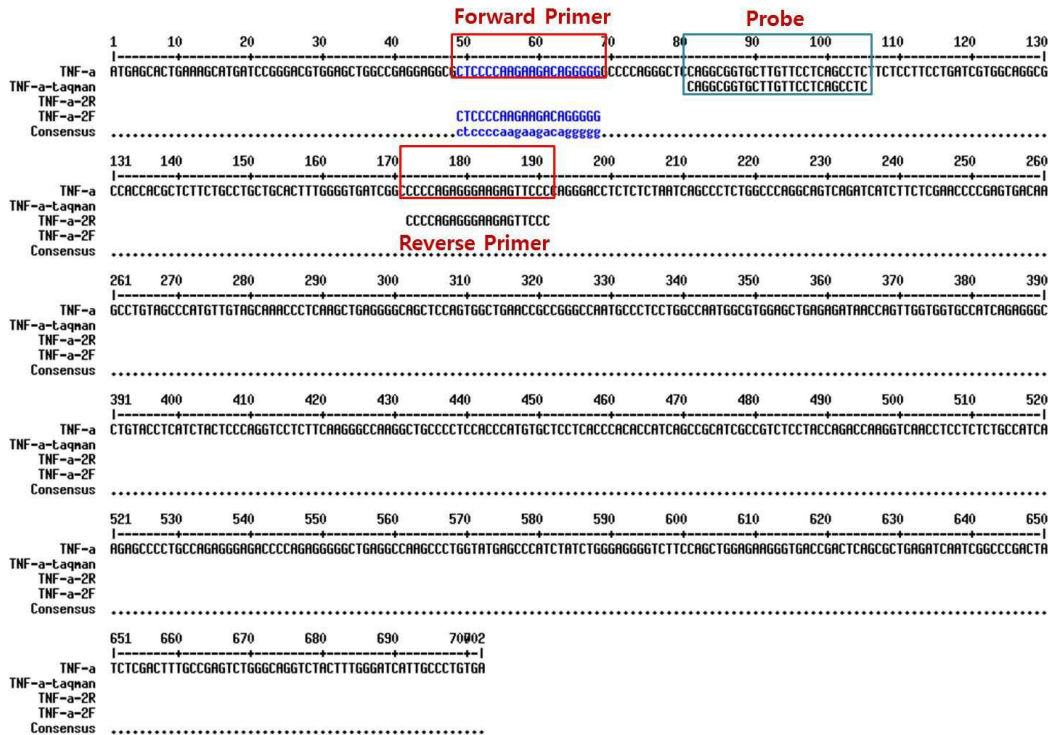 Forward Primer
Probe
1 10 20 30 40 50 60 70 80 90 100 110 120 130
|--------+---------+---------+---------+---------+---------+---------+---------+---------+---------+---------+---------+---------|
TNF-a ATGAGCACTGAAAGCATGATCCGGGACGTGGAGCTGGCCGAGGAGGCGCTCCCCAAGAAGACAGGGGGGCCCCAGGGCTCCAGGCGGTGCTTGTTCCTCAGCCTCTTCTCCTTCCTGATCGTGGCAGGCG
TNF-a-taqman CAGGCGGTGCTTGTTCCTCAGCCTC
TNF-a-2R
TNF-a-2F CTCCCCAAGAAGACAGGGGG
Consensus ................................................ctccccaagaagacaggggg..............................................................
131 140 150 160 170 180 190 200 210 220 230 240 250 260
|--------+---------+---------+---------+---------+---------+---------+---------+---------+---------+---------+---------+---------|
TNF-a CCACCACGCTCTTCTGCCTGCTGCACTTTGGGGTGATCGGCCCCCAGAGGGAAGAGTTCCCCAGGGACCTCTCTCTAATCAGCCCTCTGGCCCAGGCAGTCAGATCATCTTCTCGAACCCCGAGTGACAA
TNF-a-taqman
TNF-a-2R CCCCAGAGGGAAGAGTTCCC
TNF-a-2F
Reverse Primer
Consensus ..................................................................................................................................
261 270 280 290 300 310 320 330 340 350 360 370 380 390
|--------+---------+---------+---------+---------+---------+---------+---------+---------+---------+---------+---------+---------|
TNF-a GCCTGTAGCCCATGTTGTAGCAAACCCTCAAGCTGAGGGGCAGCTCCAGTGGCTGAACCGCCGGGCCAATGCCCTCCTGGCCAATGGCGTGGAGCTGAGAGATAACCAGTTGGTGGTGCCATCAGAGGGC
TNF-a-taqman
TNF-a-2R
TNF-a-2F
Consensus ..................................................................................................................................
391 400 410 420 430 440 450 460 470 480 490 500 510 520
|--------+---------+---------+---------+---------+---------+---------+---------+---------+---------+---------+---------+---------|
TNF-a CTGTACCTCATCTACTCCCAGGTCCTCTTCAAGGGCCAAGGCTGCCCCTCCACCCATGTGCTCCTCACCCACACCATCAGCCGCATCGCCGTCTCCTACCAGACCAAGGTCAACCTCCTCTCTGCCATCA
TNF-a-taqman
TNF-a-2R
TNF-a-2F
Consensus ..................................................................................................................................
521 530 540 550 560 570 580 590 600 610 620 630 640 650
|--------+---------+---------+---------+---------+---------+---------+---------+---------+---------+---------+---------+---------|
TNF-a AGAGCCCCTGCCAGAGGGAGACCCCAGAGGGGGCTGAGGCCAAGCCCTGGTATGAGCCCATCTATCTGGGAGGGGTCTTCCAGCTGGAGAAGGGTGACCGACTCAGCGCTGAGATCAATCGGCCCGACTA
TNF-a-taqman
TNF-a-2R
TNF-a-2F
Consensus ..................................................................................................................................
651 660 670 680 690 700702
|--------+---------+---------+---------+---------+-|
TNF-a TCTCGACTTTGCCGAGTCTGGGCAGGTCTACTTTGGGATCATTGCCCTGTGA
TNF-a-taqman
TNF-a-2R
TNF-a-2F
Consensus ....................................................